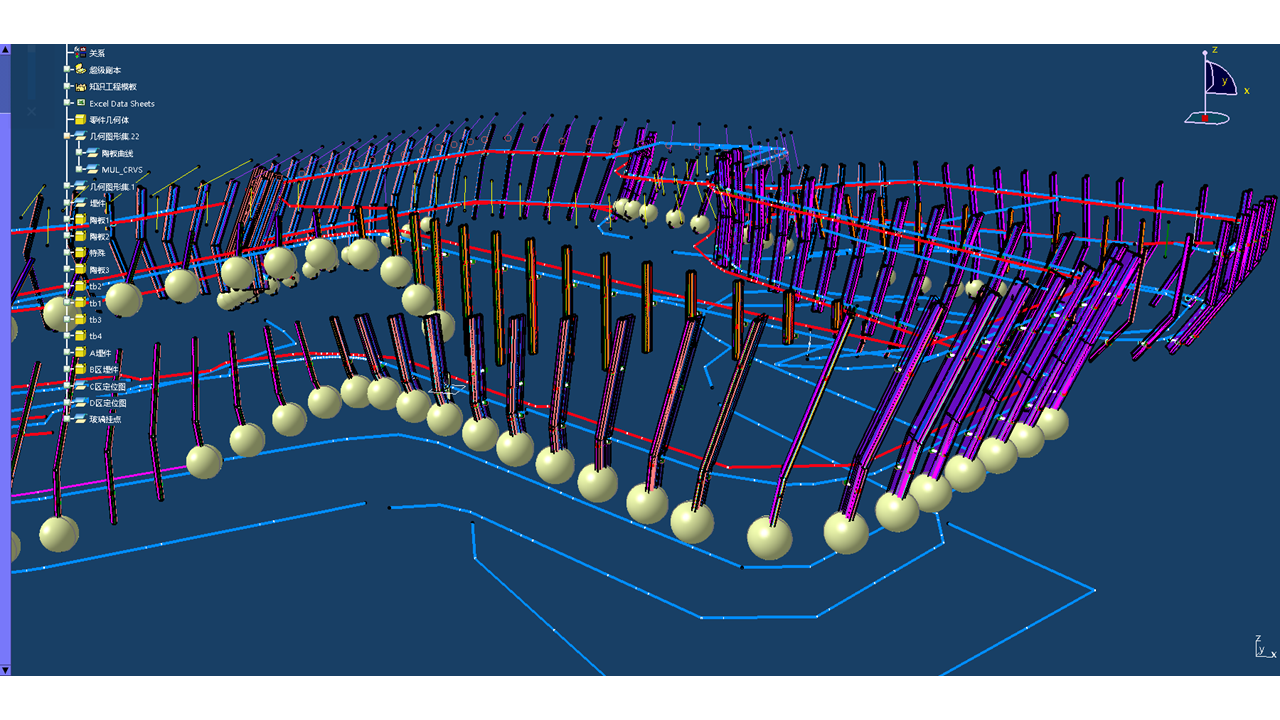 关系
超级副本
知识工程模板
Excel Data Sheets
零件几何体
几何图形集.22
陶板曲线
MUL_CRVS
几何图形集.1
埋件
陶板1
陶板2
特殊
陶板3
tb2
tb1
tb3
tb4
A埋件
B区埋件
C区定位图
D区定位图
玻璃挂点
z
y
x
z
y
x